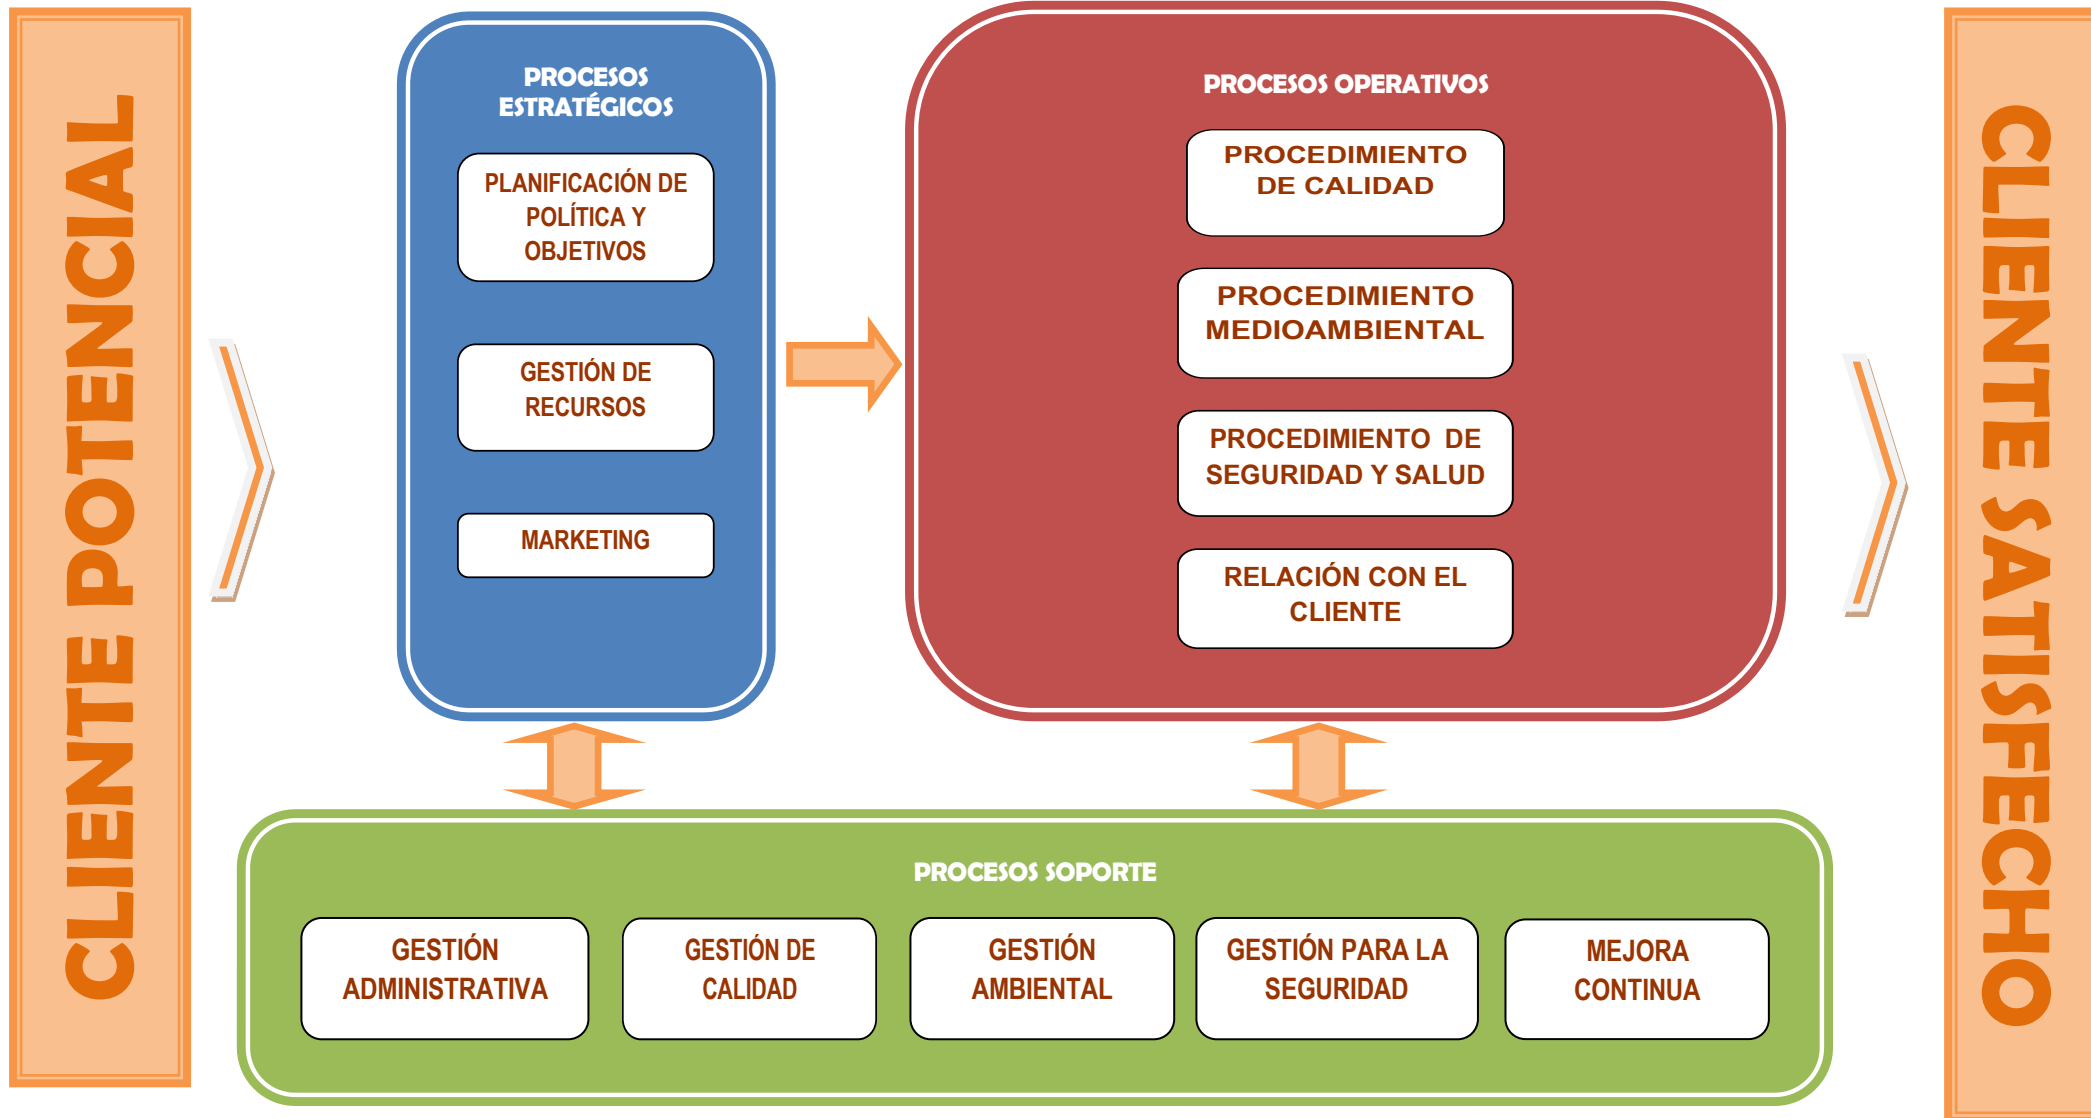 CLIENTE POTENCIAL
PROCESOS
ESTRATÉGICOS
PLANIFICACIÓN DE
POLÍTICA Y
OBJETIVOS
GESTIÓN DE
RECURSOS
MARKETING
PROCESOS OPERATIVOS
PROCEDIMIENTO
DE CALIDAD
PROCEDIMIENTO
MEDIOAMBIENTAL
PROCEDIMIENTO DE
SEGURIDAD Y SALUD
RELACIÓN CON EL
CLIENTE
PROCESOS SOPORTE
GESTIÓN
ADMINISTRATIVA
GESTIÓN DE
CALIDAD
GESTIÓN
AMBIENTAL
GESTIÓN PARA LA
SEGURIDAD
MEJORA
CONTINUA
CLIENTE SATISFECHO